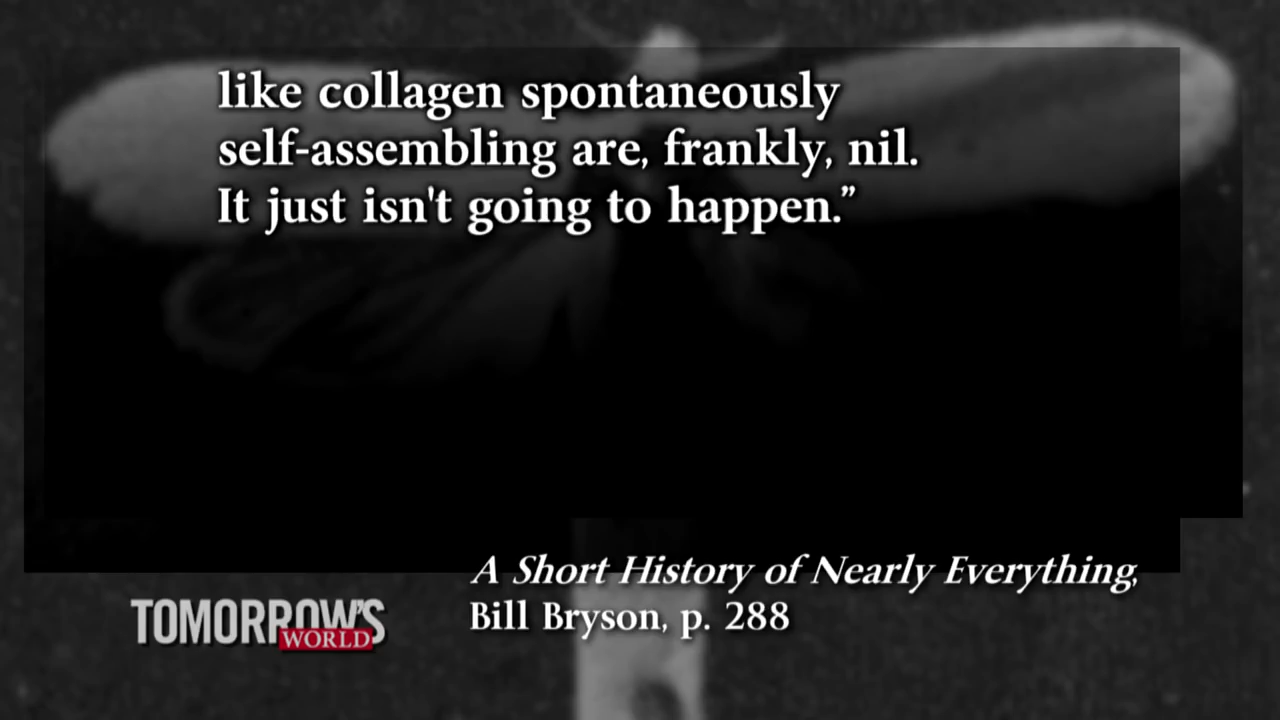 like collagen spontaneously
self-assembling are, frankly, nil.
It just isn't going to happen.”
A Short History of Nearly Everything,
Bill Bryson, p. 288
TOMORROW'S
WORLD